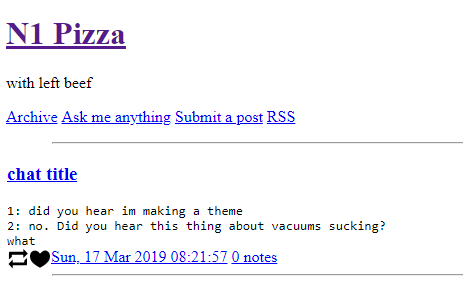 N1 Pizza
with left beef
Archive Ask me anything Submit a post RSS
chat title
1: did you hear im making a theme
2: no. Did you hear this thing about vacuums sucking?
what
Sun, 17 Mar 2019 08:21:57 0 notes